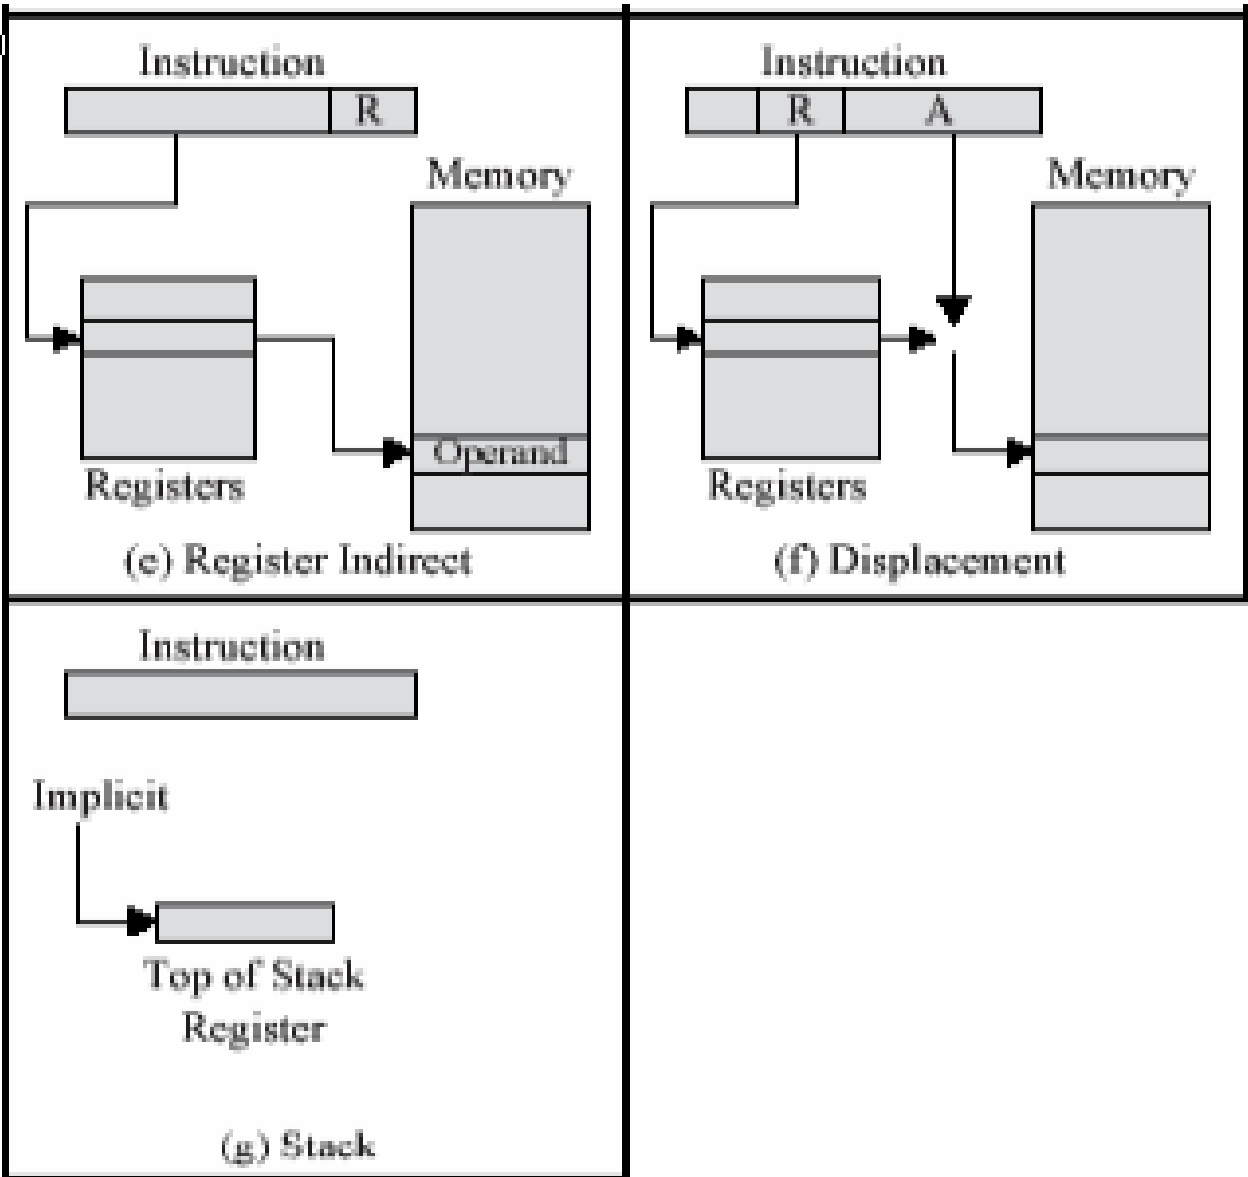 Instruction
R
Memory
Operand
Registers
(e) Register Indirect
Instruction
R A
Memory
Registers
(f) Displacement
Instruction
Implicit
Top of Stack
Register
(g) Stack